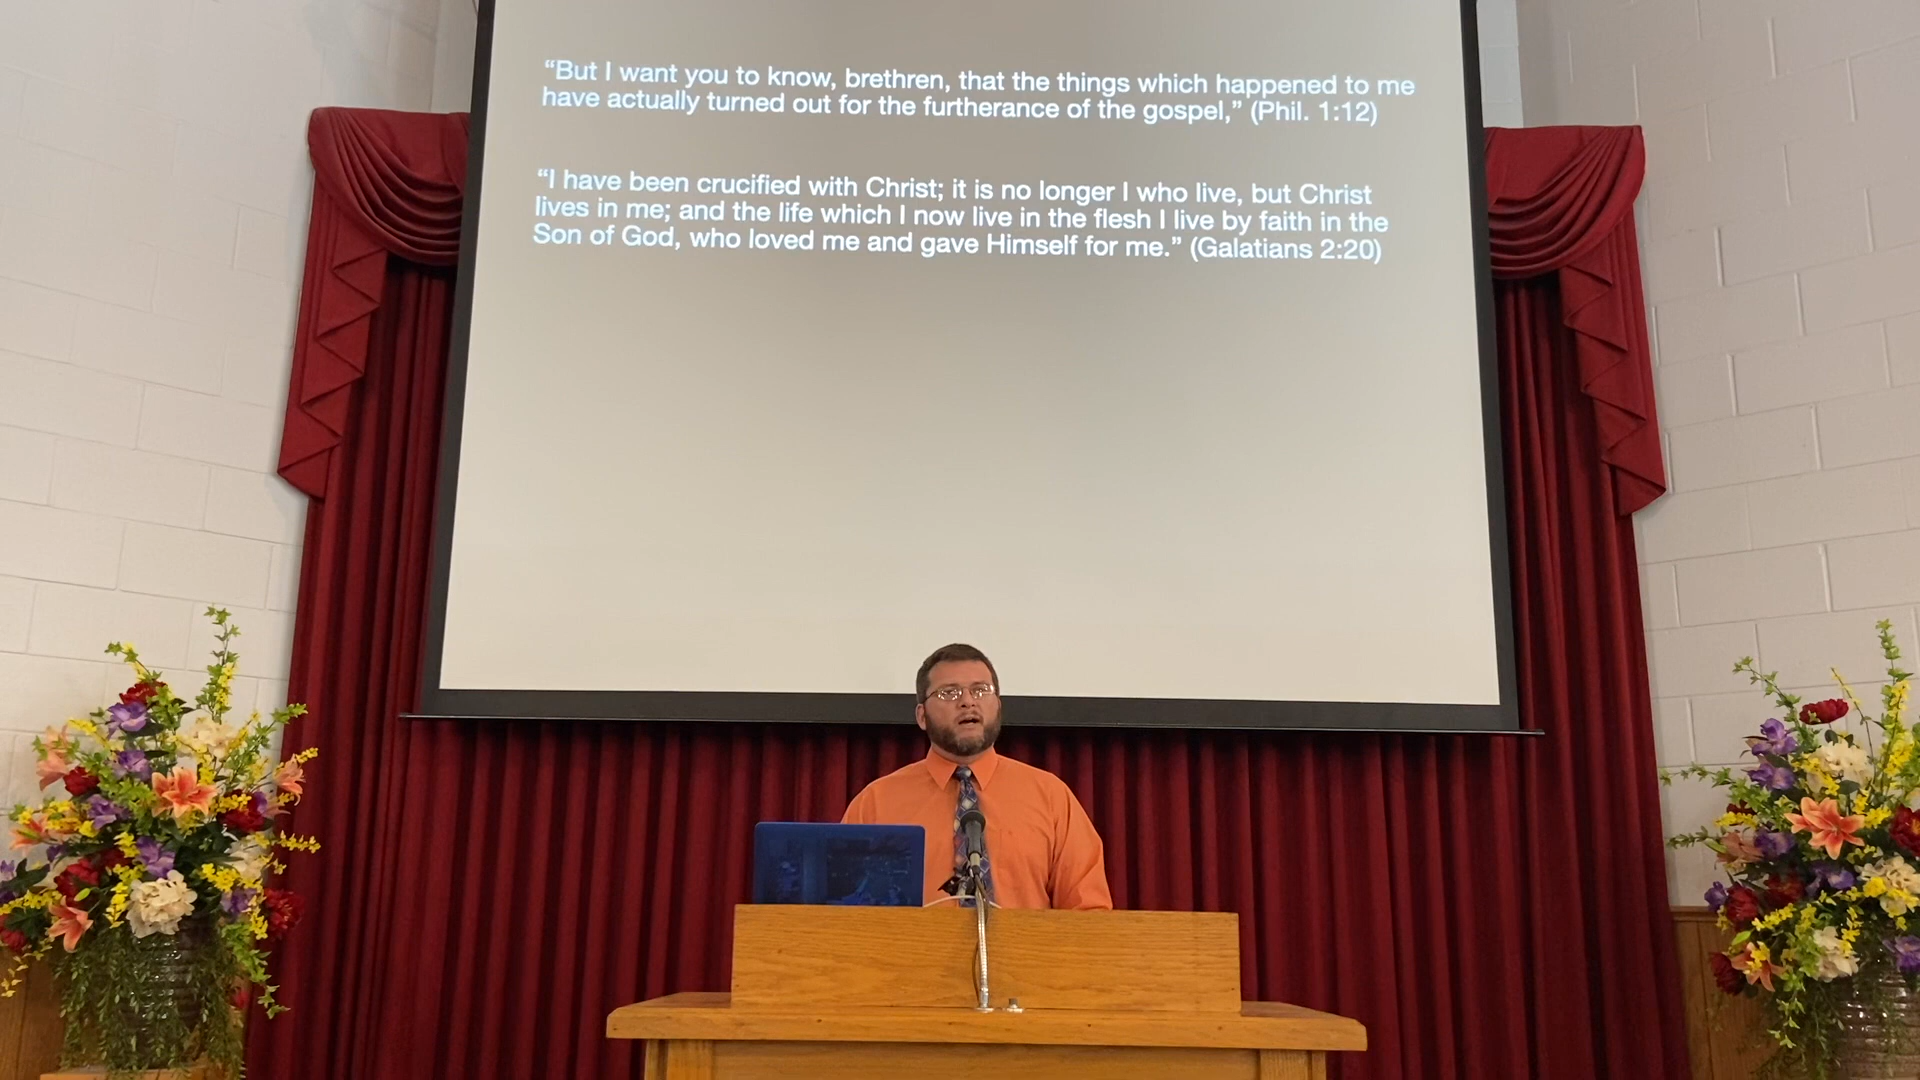 “But I want you to know, brethren, that the things which happened to me
have actually turned out for the furtherance of the gospel,” (Phil. 1:12)
“I have been crucified with Christ; it is no longer I who live, but Christ
lives in me; and the life which I now live in the flesh I live by faith in the
Son of God, who loved me and gave Himself for me.” (Galatians 2:20)